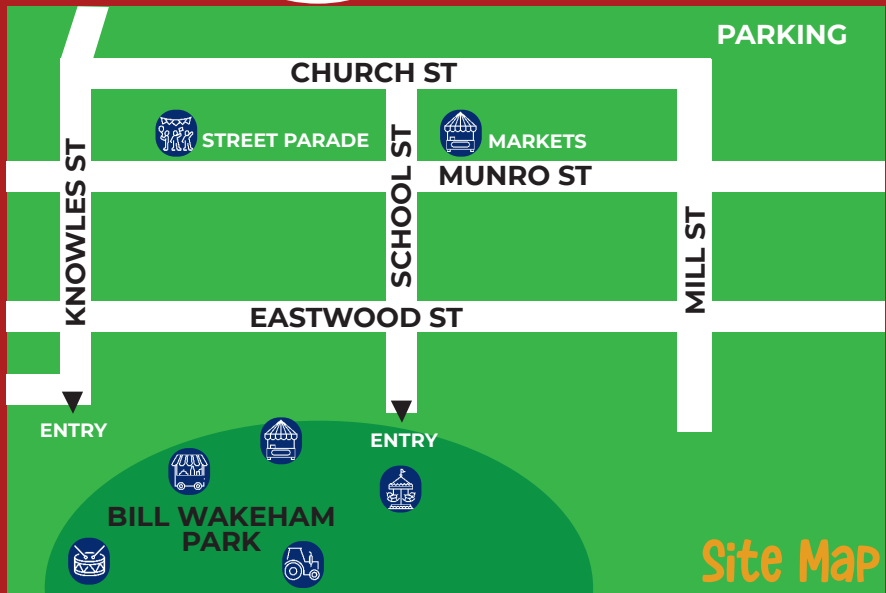 PARKING
CHURCH ST
STREET PARADE
MARKETS
MUNRO ST
KNOWLES ST
SCHOOL ST
MILL ST
EASTWOOD ST
ENTRY
ENTRY
BILL WAKEHAM
PARK
Site Map